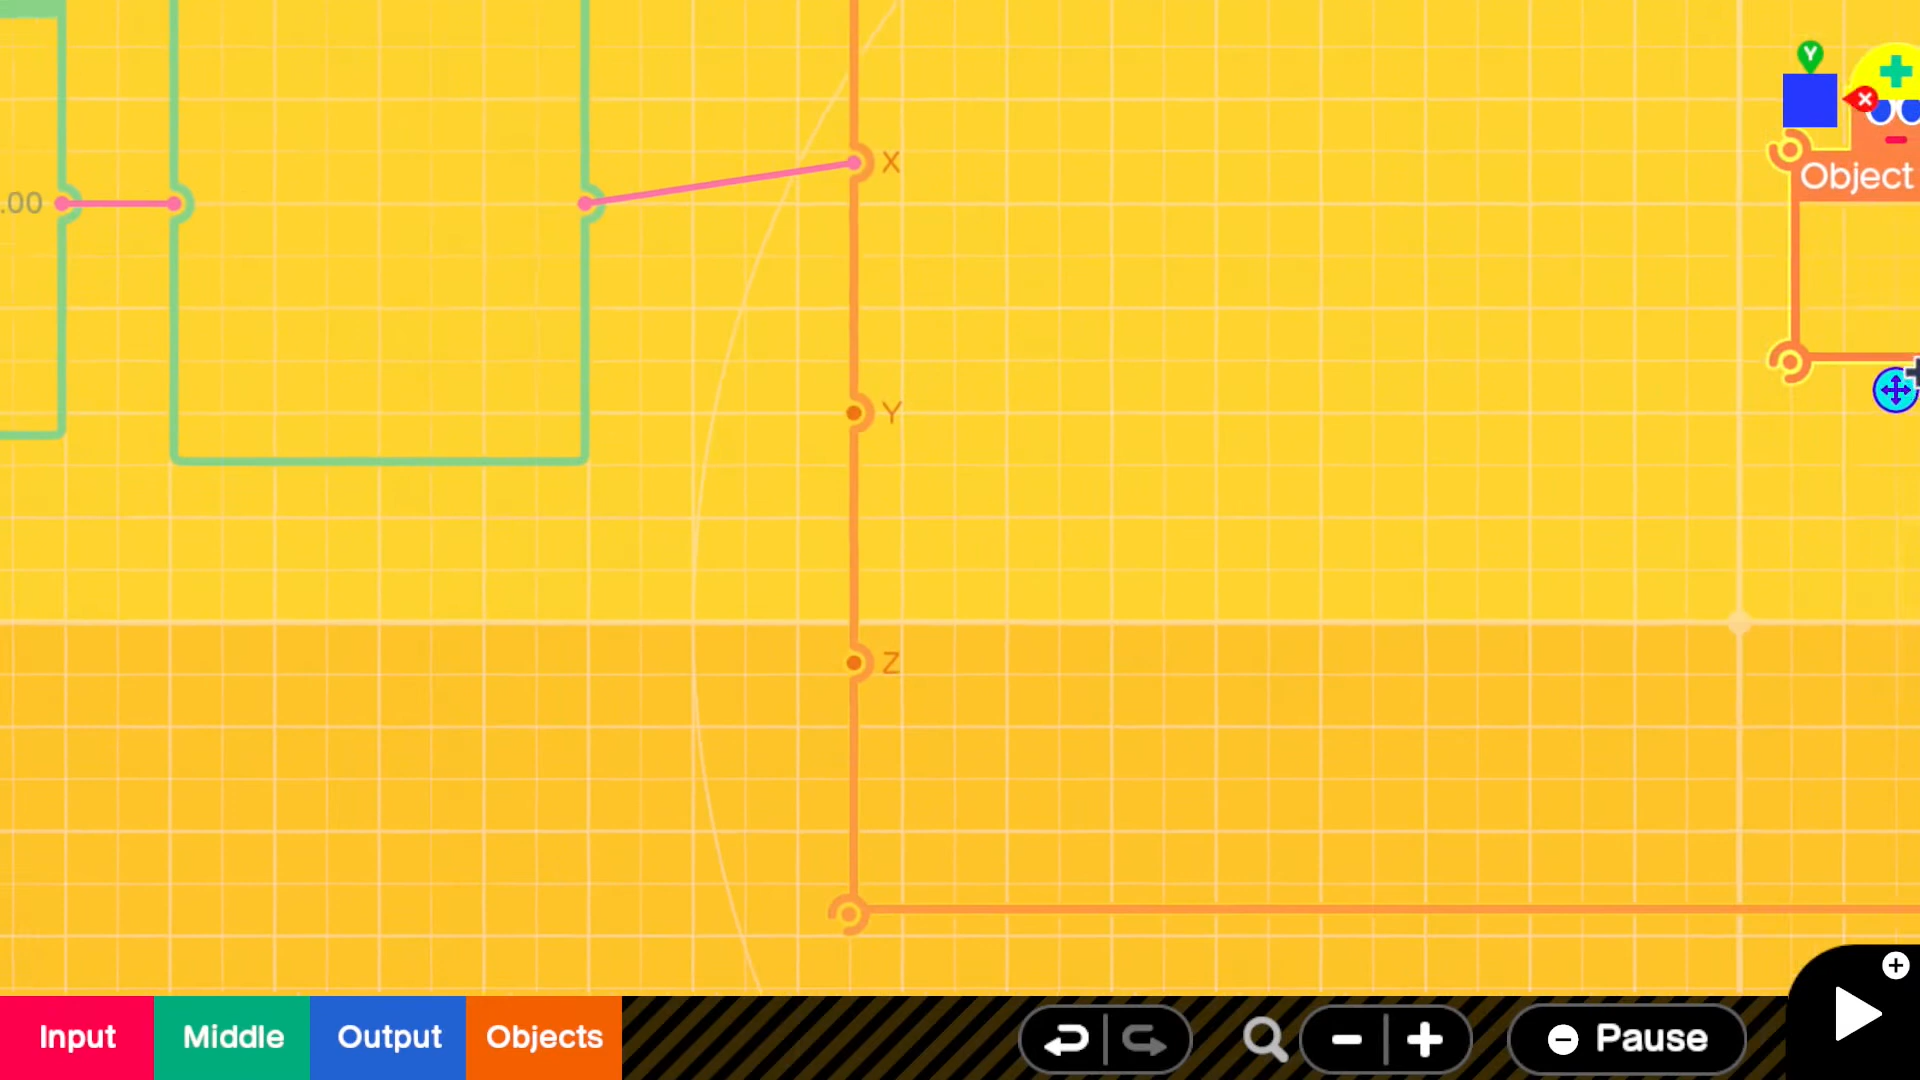 Y
X
X
Object
.00
Y
Z
Input
Middle
Output
Objects
Pause